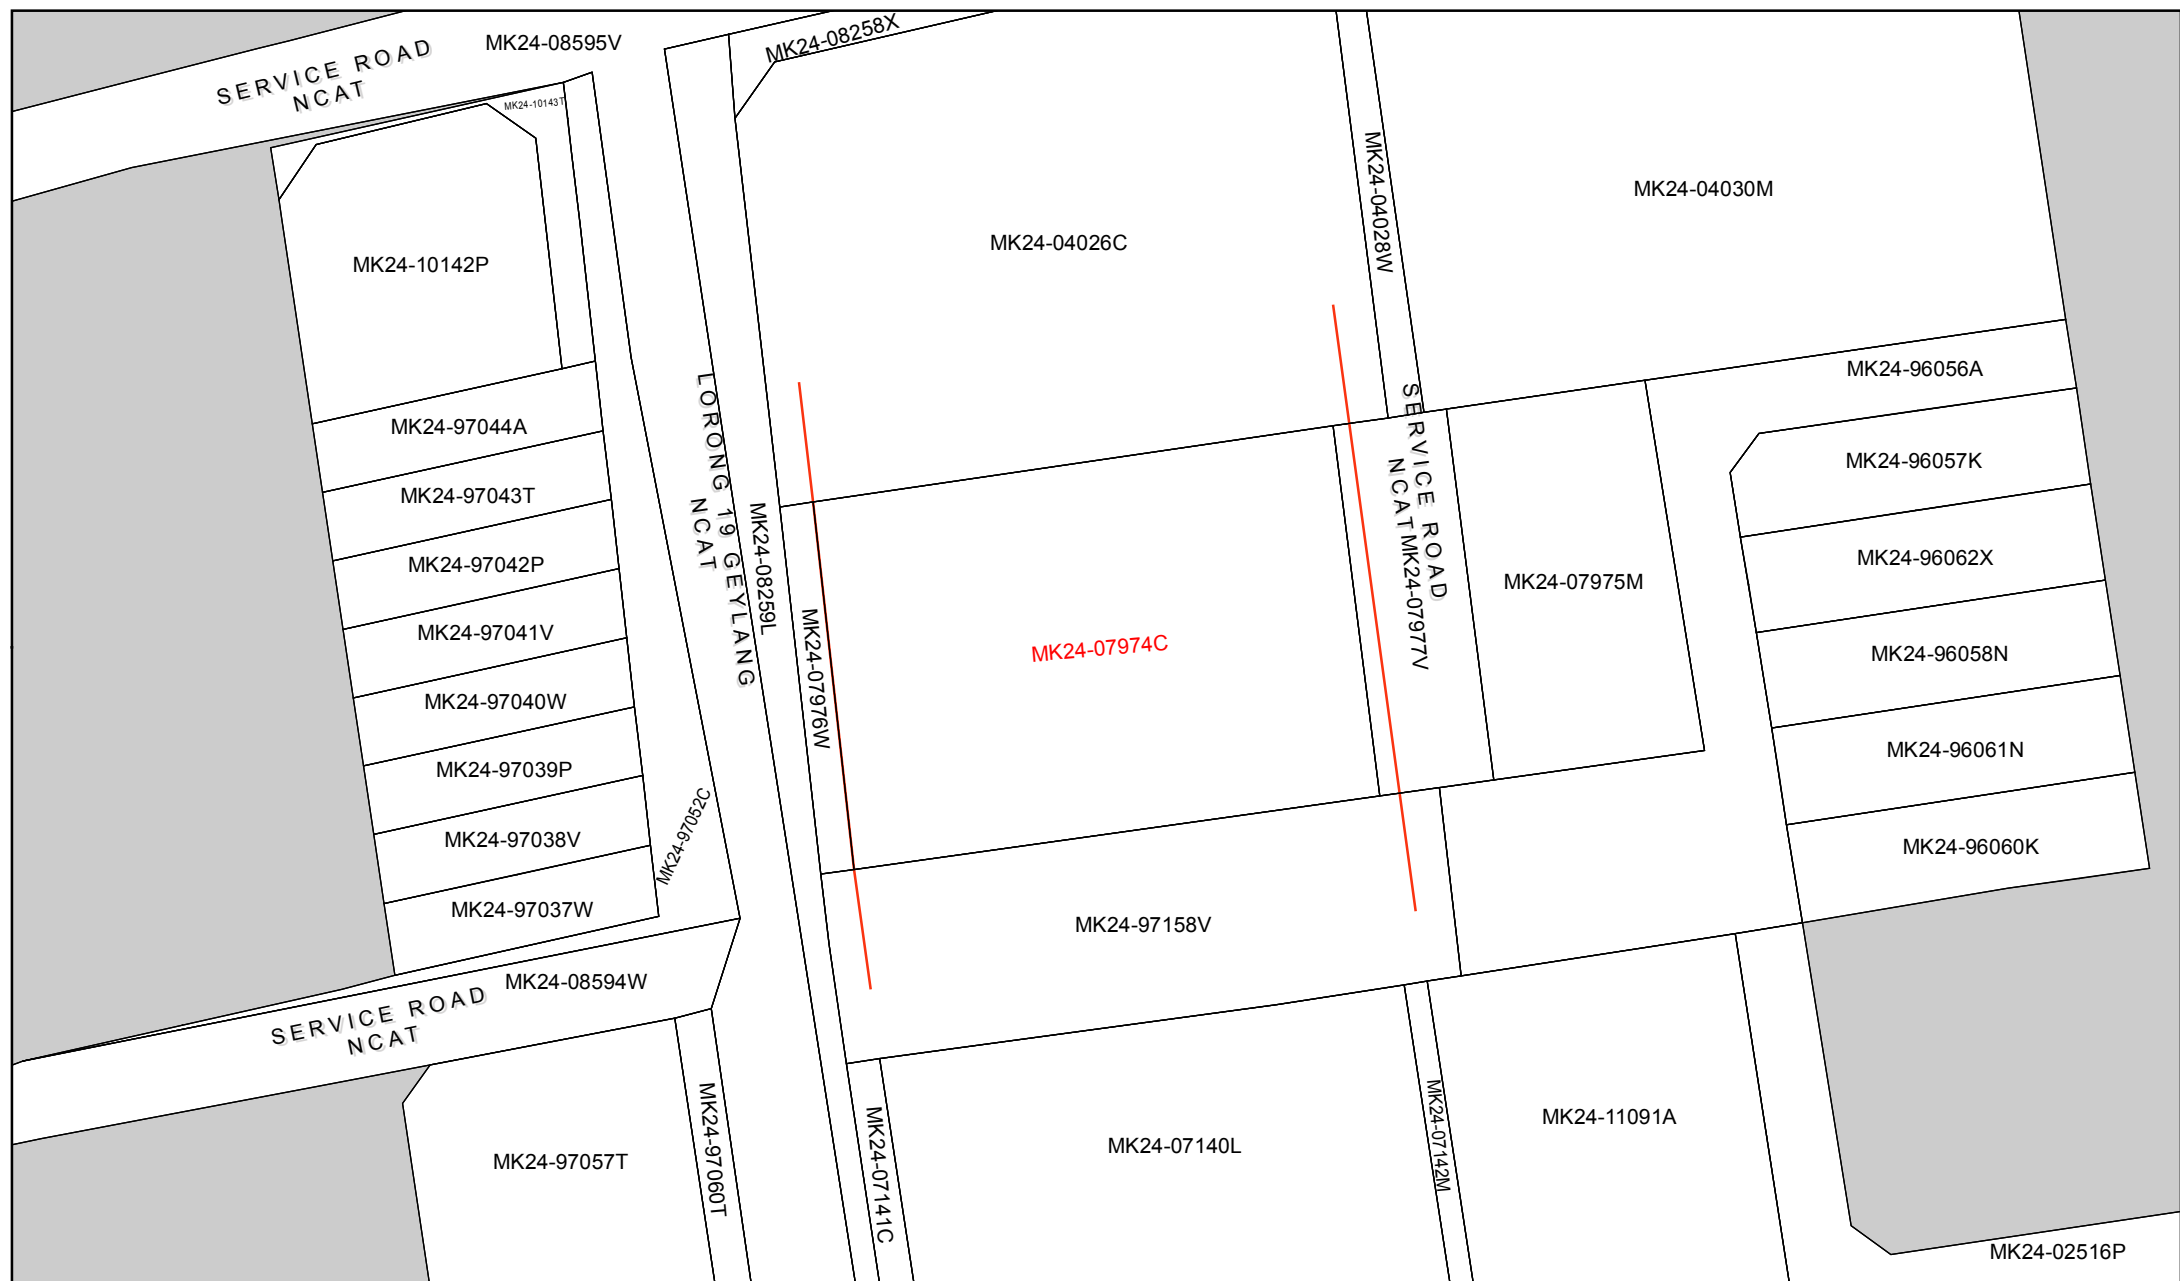 MK24-08595V
MK24-08258X
SERVICE ROAD
NCAT
MK24-10143T
MK24-04028W
MK24-04030M
MK24-04026C
MK24-10142P
MK24-96056A
MK24-97044A
MK24-96057K
MK24-97043T
LORONG 19 GEYLANG
NCAT
MK24-08259L
SERVICE ROAD
NCAT
MK24-07977V
MK24-96062X
MK24-97042P
MK24-07975M
MK24-97041V
MK24-07974C
MK24-07976W
MK24-96058N
MK24-97040W
MK24-96061N
MK24-97039P
MK24-97038V
MK24-97052C
MK24-96060K
MK24-97037W
MK24-97158V
MK24-08594W
SERVICE ROAD
NCAT
MK24-11091A
MK24-07142M
MK24-07140L
MK24-97060T
MK24-97057T
MK24-07141C
MK24-02516P